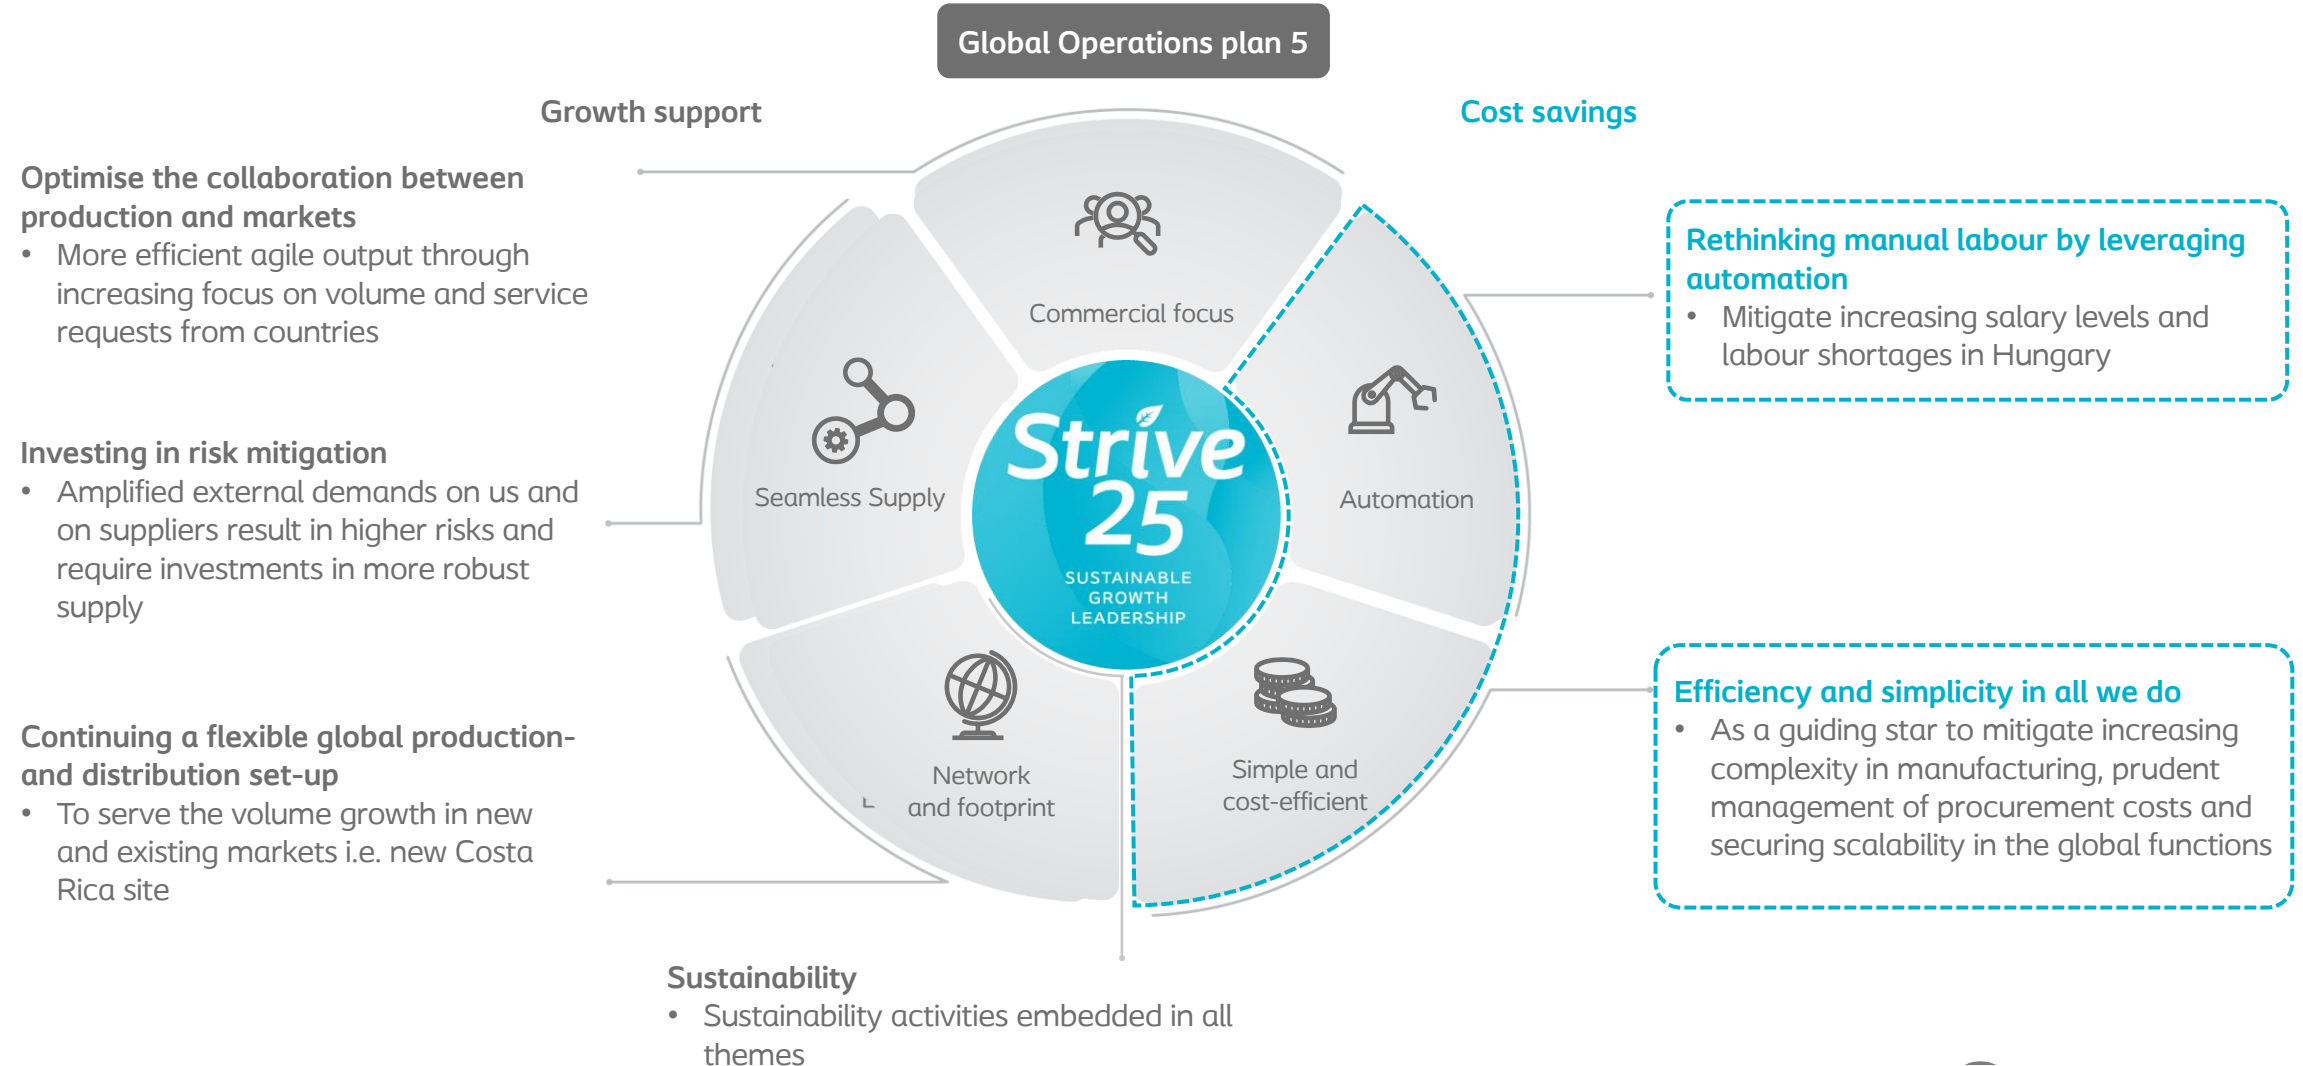 Global Operations plan 5
Growth support
Cost savings
Optimise the collaboration between
production and markets
• More efficient agile output through
increasing focus on volume and service
requests from countries
Investing in risk mitigation
• Amplified external demands on us and
on suppliers result in higher risks and
require investments in more robust
supply
Continuing a flexible global production-
and distribution set-up
• To serve the volume growth in new
and existing markets i.e. new Costa
Rica site
Commercial focus
Seamless Supply
Automation
Network
and footprint
Simple and
cost-efficient
Strive
25
SUSTAINABLE
GROWTH
LEADERSHIP
Rethinking manual labour by leveraging
automation
• Mitigate increasing salary levels and
labour shortages in Hungary
Efficiency and simplicity in all we do
• As a guiding star to mitigate increasing
complexity in manufacturing, prudent
management of procurement costs and
securing scalability in the global functions
Sustainability
• Sustainability activities embedded in all
themes